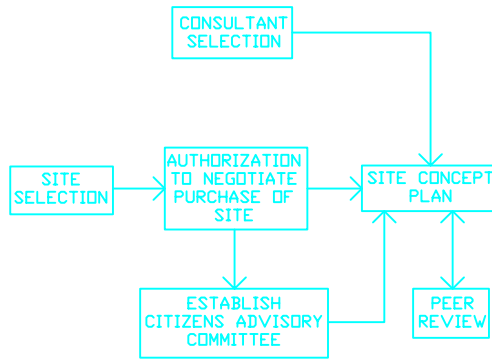 CONSULTANT
SELECTION
AUTHORIZATION
TO NEGOTIATE
PURCHASE OF
SITE
SITE
SELECTION
SITE CONCEPT
PLAN
ESTABLISH
CITIZENS ADVISORY
COMMITTEE
PEER
REVIEW